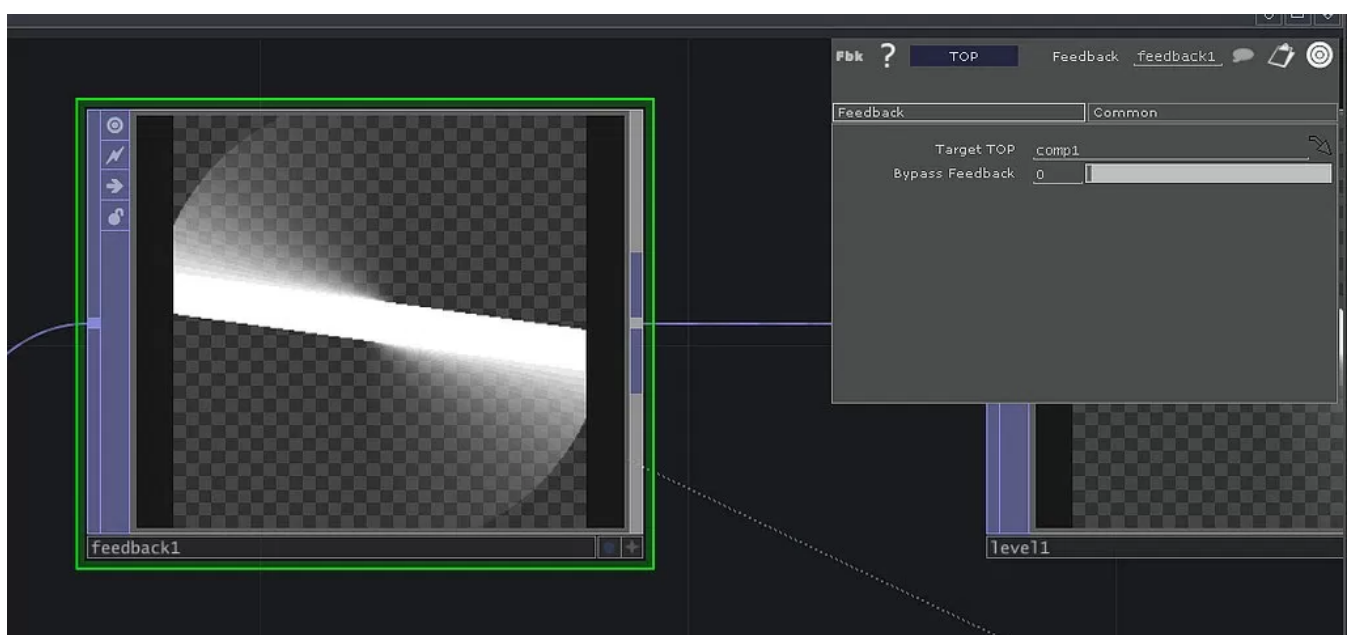 Fbk ? TOP Feedback feedback1
Feedback Common
Target TOP comp1
Bypass Feedback 0
feedback1
level1